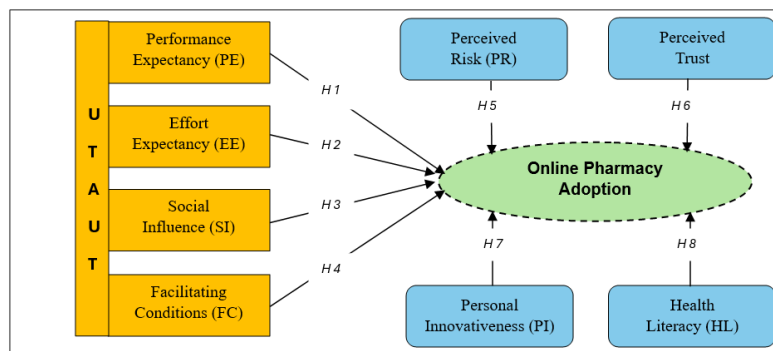 U
T
A
U
T
Performance
Expectancy (PE)
Effort
Expectancy (EE)
Social
Influence (SI)
Facilitating
Conditions (FC)
H 1
H 2
H 3
H 4
Perceived
Risk (PR)
Perceived
Trust
H 5
H 6
Online Pharmacy
Adoption
H 7
H 8
Personal
Innovativeness (PI)
Health
Literacy (HL)